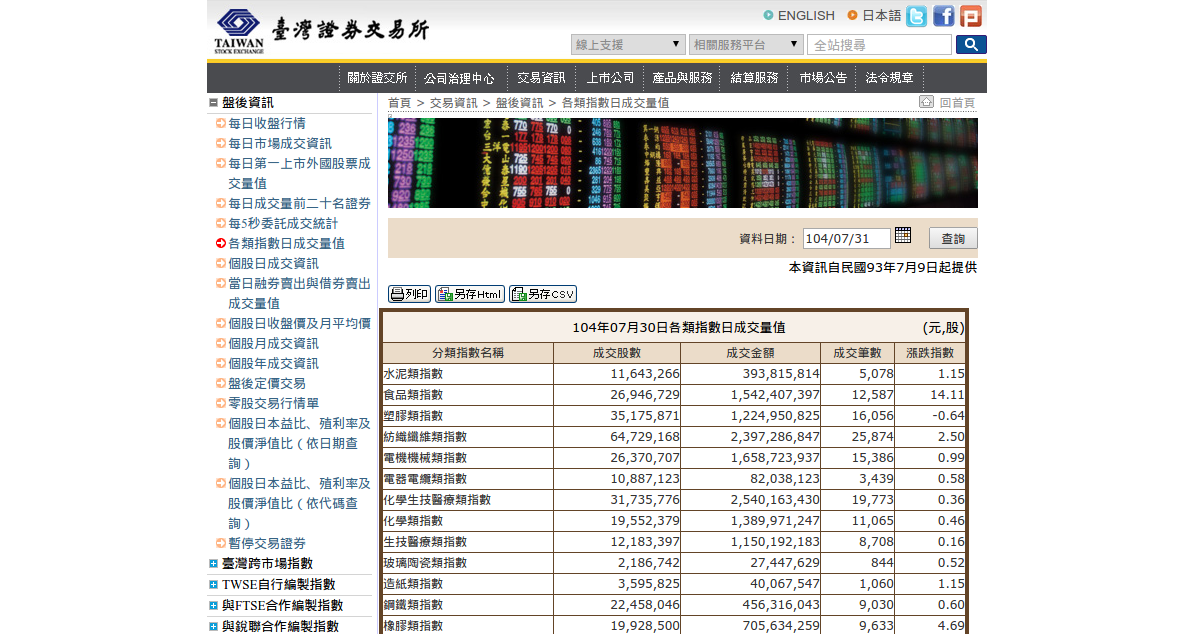 ENGLISH 日本語
TAIWAN
STOCK EXCHANGE
臺灣證券交易所
線上支援 相關服務平台 全站搜尋
關於證交所 公司治理中心 交易資訊 上市公司 產品與服務 結算服務 市場公告 法令規章
盤後資訊
每日收盤行情
每日市場成交資訊
每日第一上市外國股票成
交量值
每日成交量前二十名證券
每5秒委託成交統計
各類指數日成交量值
個股日成交資訊
當日融券賣出與借券賣出
成交量值
個股日收盤價及月平均價
個股月成交資訊
個股年成交資訊
盤後定價交易
零股交易行情單
個股日本益比、殖利率及
股價淨值比（依日期查
詢）
個股日本益比、殖利率及
股價淨值比（依代碼查
詢）
暫停交易證券
臺灣跨市場指數
TWSE自行編製指數
與FTSE合作編製指數
與銳聯合作編製指數
首頁 > 交易資訊 > 盤後資訊 > 各類指數日成交量值 回首頁
資料日期： 104/07/31 查詢
本資訊自民國93年7月9日起提供
列印 另存Html 另存CSV
104年07月30日各類指數日成交量值 (元,股)
分類指數名稱 成交股數 成交金額 成交筆數 漲跌指數
水泥類指數 11,643,266 393,815,814 5,078 1.15
食品類指數 26,946,729 1,542,407,397 12,587 14.11
塑膠類指數 35,175,871 1,224,950,825 16,056 -0.64
紡織纖維類指數 64,729,168 2,397,286,847 25,874 2.50
電機機械類指數 26,370,707 1,658,723,937 15,386 0.99
電器電纜類指數 10,887,123 82,038,123 3,439 0.58
化學生技醫療類指數 31,735,776 2,540,163,430 19,773 0.36
化學類指數 19,552,379 1,389,971,247 11,065 0.46
生技醫療類指數 12,183,397 1,150,192,183 8,708 0.16
玻璃陶瓷類指數 2,186,742 27,447,629 844 0.52
造紙類指數 3,595,825 40,067,547 1,060 1.15
鋼鐵類指數 22,458,046 456,316,043 9,030 0.60
橡膠類指數 19,928,500 705,634,259 9,633 4.69